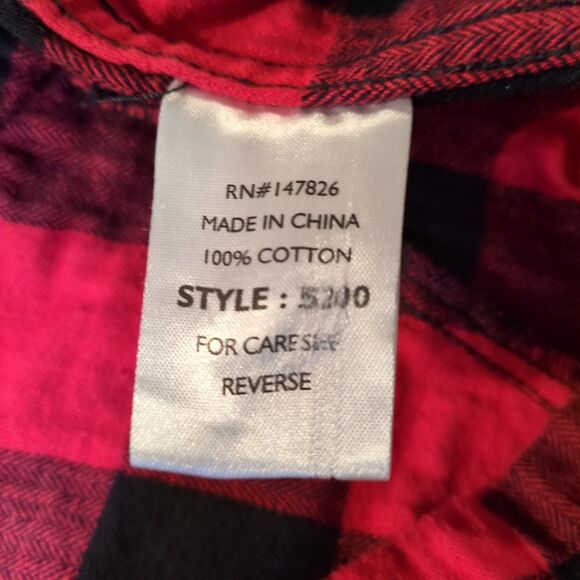 RN#147826
MADE IN CHINA
100% COTTON
STYLE : 5200
FOR CARE SEE
REVERSE